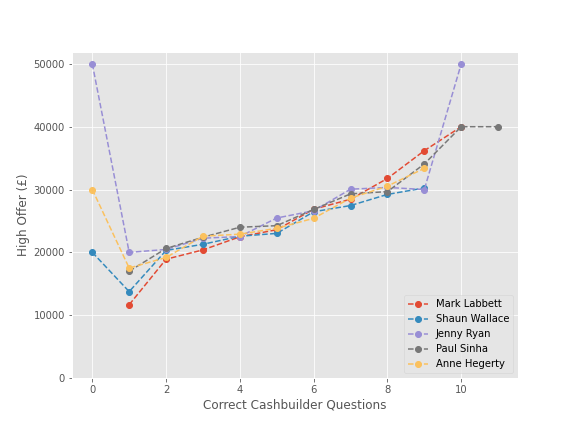 50000
40000
30000
20000
10000
0
High Offer (£)
0 2 4 6 8 10
Correct Cashbuilder Questions
Mark Labbett
Shaun Wallace
Jenny Ryan
Paul Sinha
Anne Hegerty